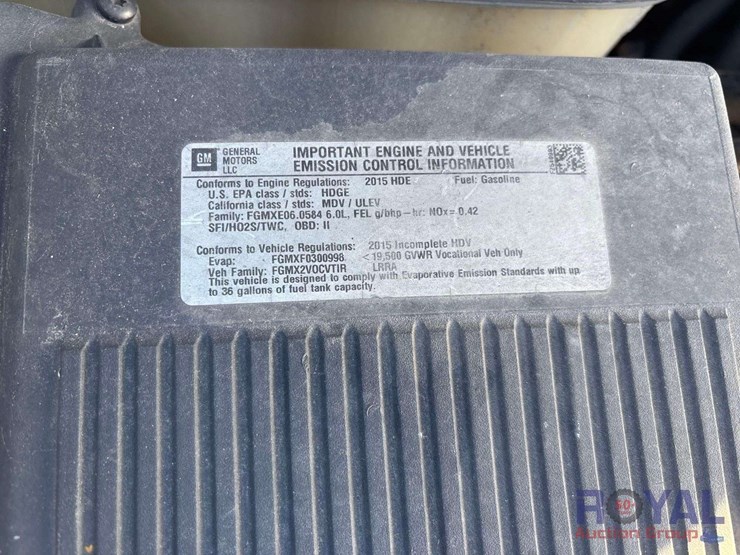 GM
GENERAL MOTORS LLC
IMPORTANT ENGINE AND VEHICLE
EMISSION CONTROL INFORMATION
Conforms to Engine Regulations: 2015 HDE Fuel: Gasoline
U.S. EPA class / stds: HDGE
California class / stds: MDV / ULEV
Family: FGMXE06.0584 6.0L, FEL g/bhp-hr: NOx= 0.42
SFI/HO2S/TWC, OBD: II
Conforms to Vehicle Regulations: 2015 Incomplete HDV
Evap: FGMXF0300998 <19,500 GVWR Vocational Veh Only
Veh Family: FGMX2VOCVTIR LRRA
This vehicle is designed to comply with Evaporative Emission Standards with up
to 36 gallons of fuel tank capacity.
ROYAL
Auction Group